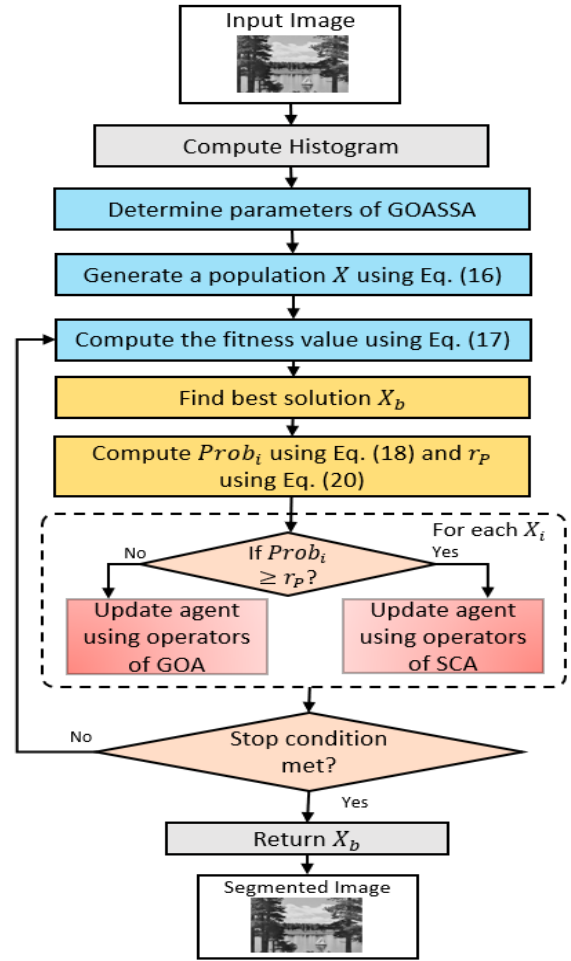 Input Image
Compute Histogram
Determine parameters of GOASSA
Generate a population X using Eq. (16)
Compute the fitness value using Eq. (17)
Find best solution X_b
Compute Prob_i using Eq. (18) and r_P
using Eq. (20)
For each X_i
No
If Prob_i
≥ r_P?
Yes
Update agent
using operators
of GOA
Update agent
using operators
of SCA
No
Stop condition
met?
Yes
Return X_b
Segmented Image